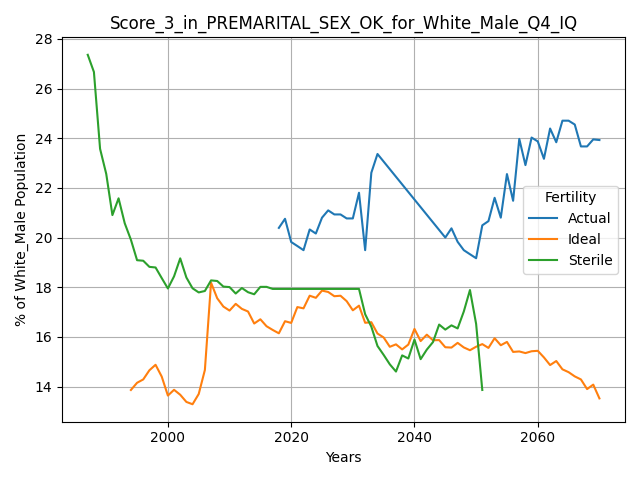 Score_3_in_PREMARITAL_SEX_OK_for_White_Male_Q4_IQ
% of White_Male Population
28
26
24
22
20
18
16
14
Fertility
Actual
Ideal
Sterile
2000 2020 2040 2060
Years